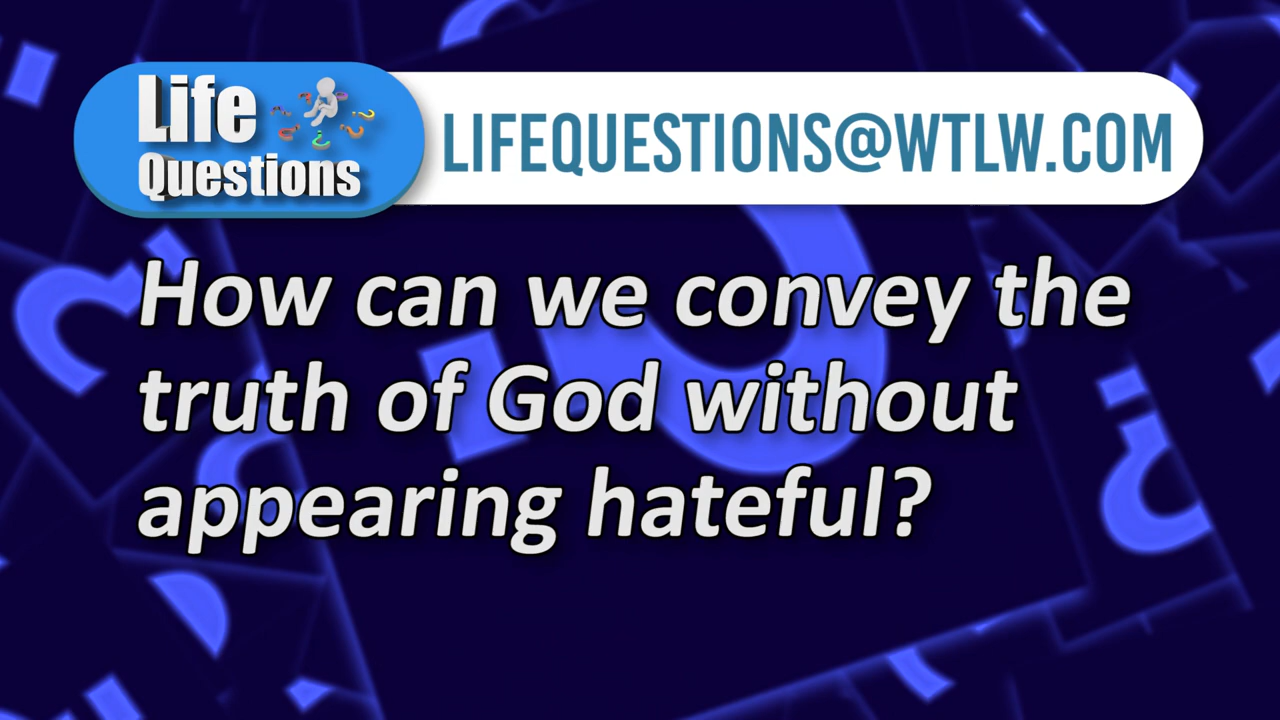 Life
Questions
LIFEQUESTIONS@WTLW.COM
How can we convey the
truth of God without
appearing hateful?